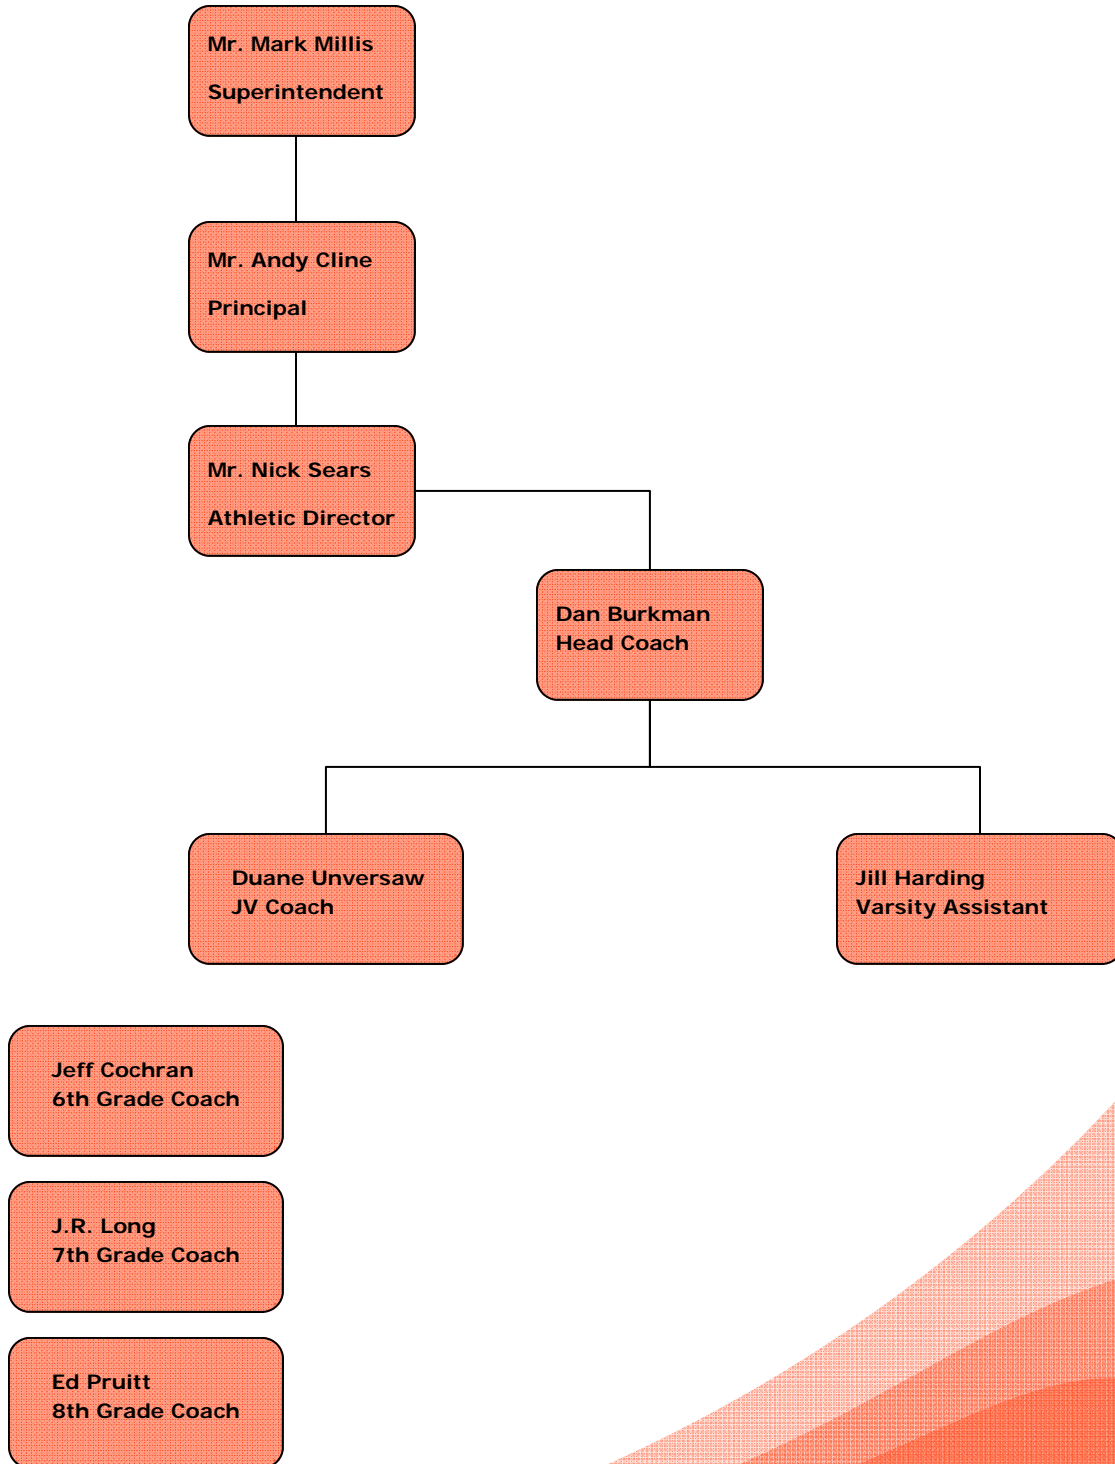 Mr. Mark Millis
Superintendent
Mr. Andy Cline
Principal
Mr. Nick Sears
Athletic Director
Dan Burkman
Head Coach
Duane Unversaw
JV Coach
Jill Harding
Varsity Assistant
Jeff Cochran
6th Grade Coach
J.R. Long
7th Grade Coach
Ed Pruitt
8th Grade Coach